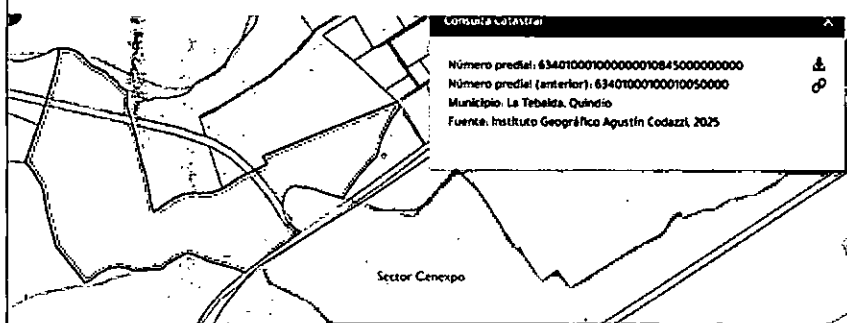 Consulta catastral X
Número predial: 634010001000000010845000000000
Número predial (anterior): 63401000100010050000
Municipio: La Tebaida, Quindío
Fuente: Instituto Geográfico Agustín Codazzi, 2025
Sector Cenexpo